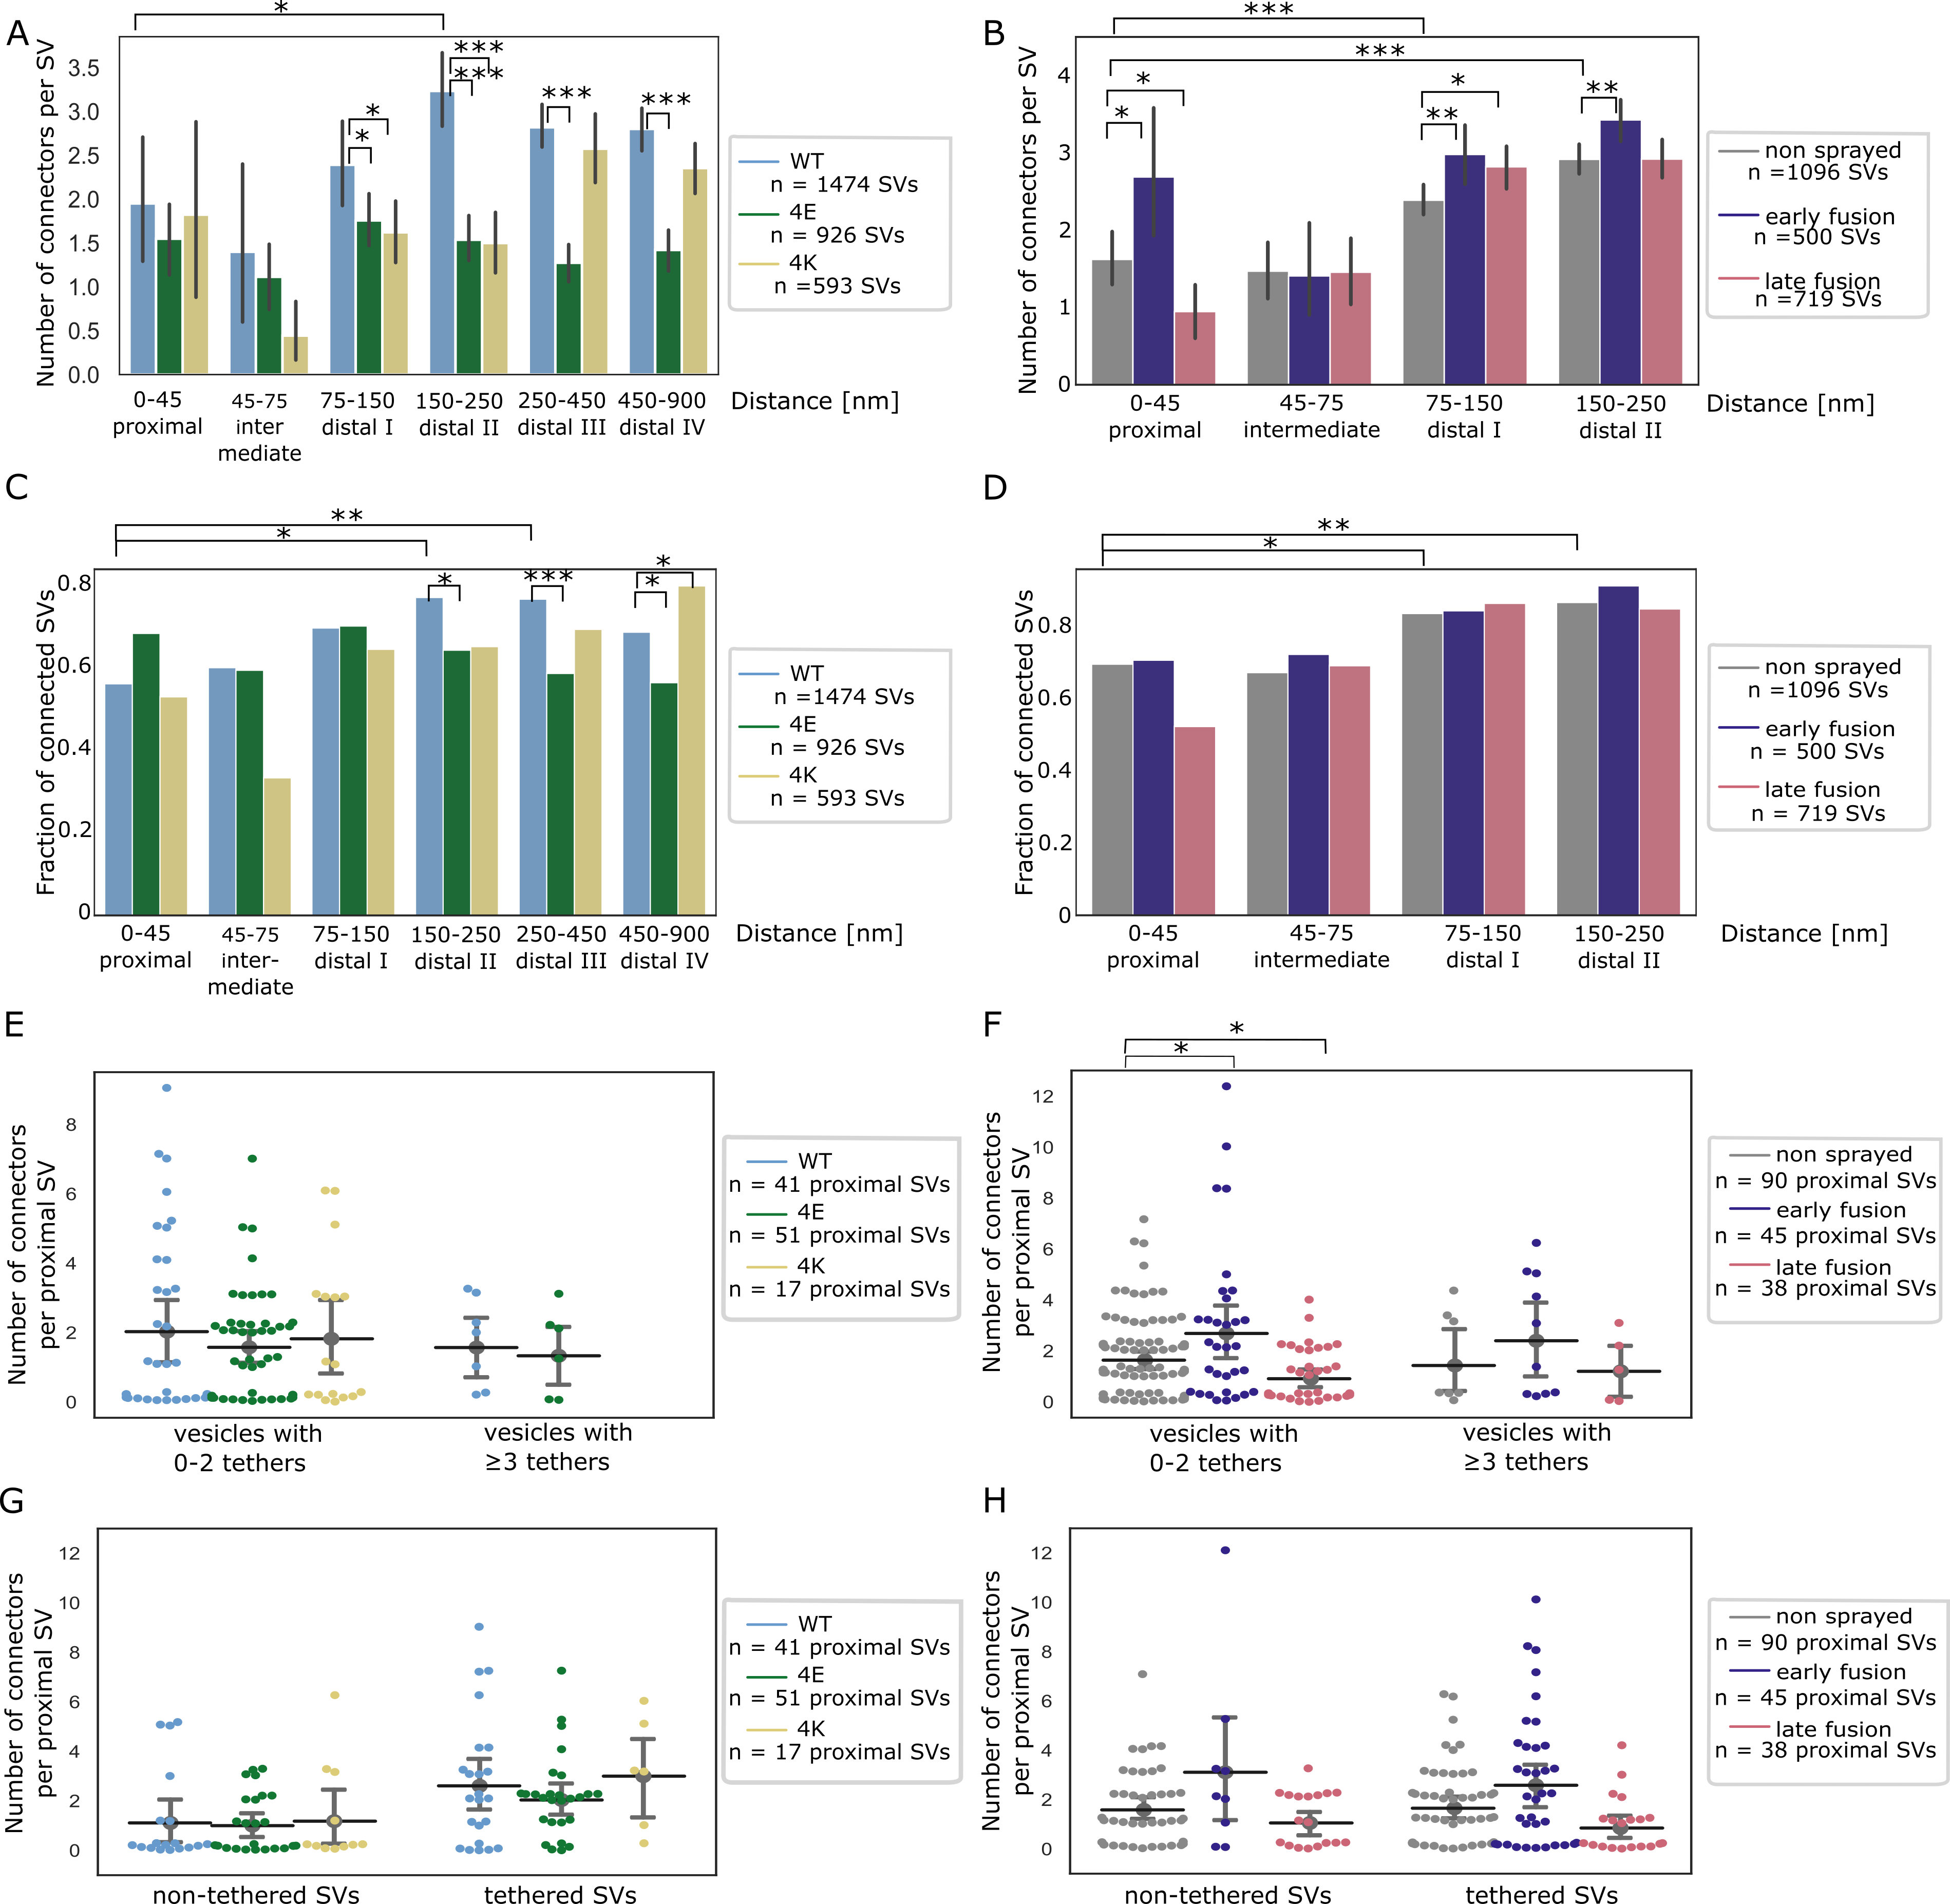 A
*
Number of connectors per SV
3.5
3.0
2.5
2.0
1.5
1.0
0.5
0.0
*
*
***
***
***
***
0-45
proximal
45-75
inter
mediate
75-150
distal I
150-250
distal II
250-450
distal III
450-900
distal IV
Distance [nm]
WT
n = 1474 SVs
4E
n = 926 SVs
4K
n =593 SVs
B
***
***
Number of connectors per SV
4
3
2
1
0
*
*
*
**
**
0-45
proximal
45-75
intermediate
75-150
distal I
150-250
distal II
Distance [nm]
non sprayed
n =1096 SVs
early fusion
n =500 SVs
late fusion
n =719 SVs
C
**
*
Fraction of connected SVs
0.8
0.6
0.4
0.2
0
*
***
*
*
0-45
proximal
45-75
inter-
mediate
75-150
distal I
150-250
distal II
250-450
distal III
450-900
distal IV
Distance [nm]
WT
n =1474 SVs
4E
n = 926 SVs
4K
n = 593 SVs
D
**
*
Fraction of connected SVs
0.8
0.6
0.4
0.2
0
0-45
proximal
45-75
intermediate
75-150
distal I
150-250
distal II
Distance [nm]
non sprayed
n =1096 SVs
early fusion
n = 500 SVs
late fusion
n = 719 SVs
E
Number of connectors
per proximal SV
8
6
4
2
0
vesicles with
0-2 tethers
vesicles with
≥3 tethers
WT
n = 41 proximal SVs
4E
n = 51 proximal SVs
4K
n = 17 proximal SVs
F
*
*
Number of connectors
per proximal SV
12
10
8
6
4
2
0
vesicles with
0-2 tethers
vesicles with
≥3 tethers
non sprayed
n = 90 proximal SVs
early fusion
n = 45 proximal SVs
late fusion
n = 38 proximal SVs
G
Number of connectors
per proximal SV
12
10
8
6
4
2
0
non-tethered SVs
tethered SVs
WT
n = 41 proximal SVs
4E
n = 51 proximal SVs
4K
n = 17 proximal SVs
H
Number of connectors
per proximal SV
12
10
8
6
4
2
0
non-tethered SVs
tethered SVs
non sprayed
n = 90 proximal SVs
early fusion
n = 45 proximal SVs
late fusion
n = 38 proximal SVs